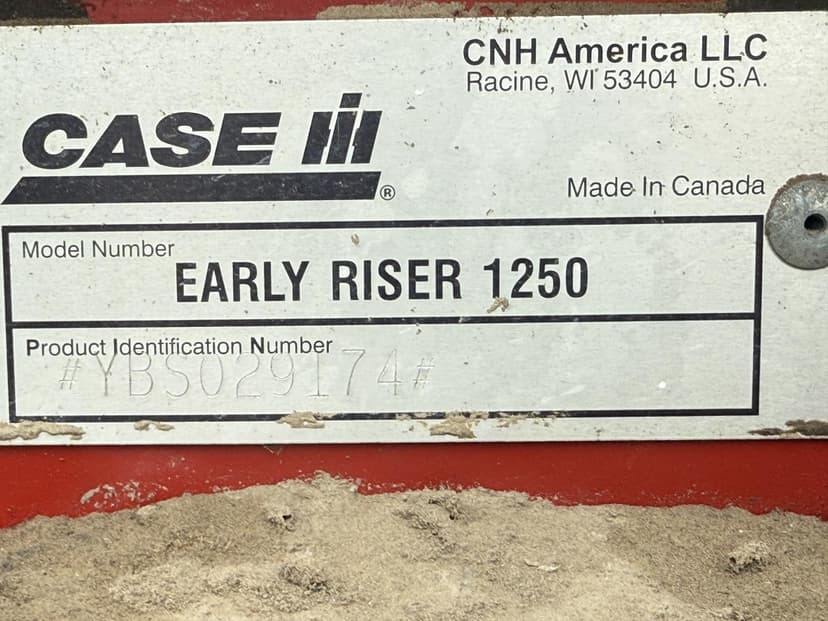 CNH America LLC
Racine, WI 53404 U.S.A.
CASE IH
®
Made In Canada
Model Number
EARLY RISER 1250
Product Identification Number
#YBS029174#